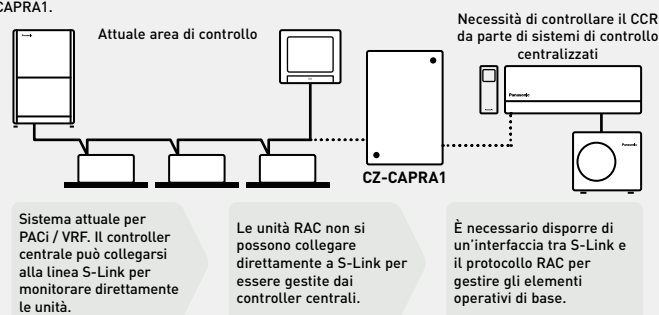 CAPRA1.
Attuale area di controllo
Necessità di controllare il CCR
da parte di sistemi di controllo
centralizzati
Panasonic
Panasonic
CZ-CAPRA1
Sistema attuale per
PACi / VRF. Il controller
centrale può collegarsi
alla linea S-Link per
monitorare direttamente
le unità.
Le unità RAC non si
possono collegare
direttamente a S-Link per
essere gestite dai
controller centrali.
È necessario disporre di
un'interfaccia tra S-Link e
il protocollo RAC per
gestire gli elementi
operativi di base.